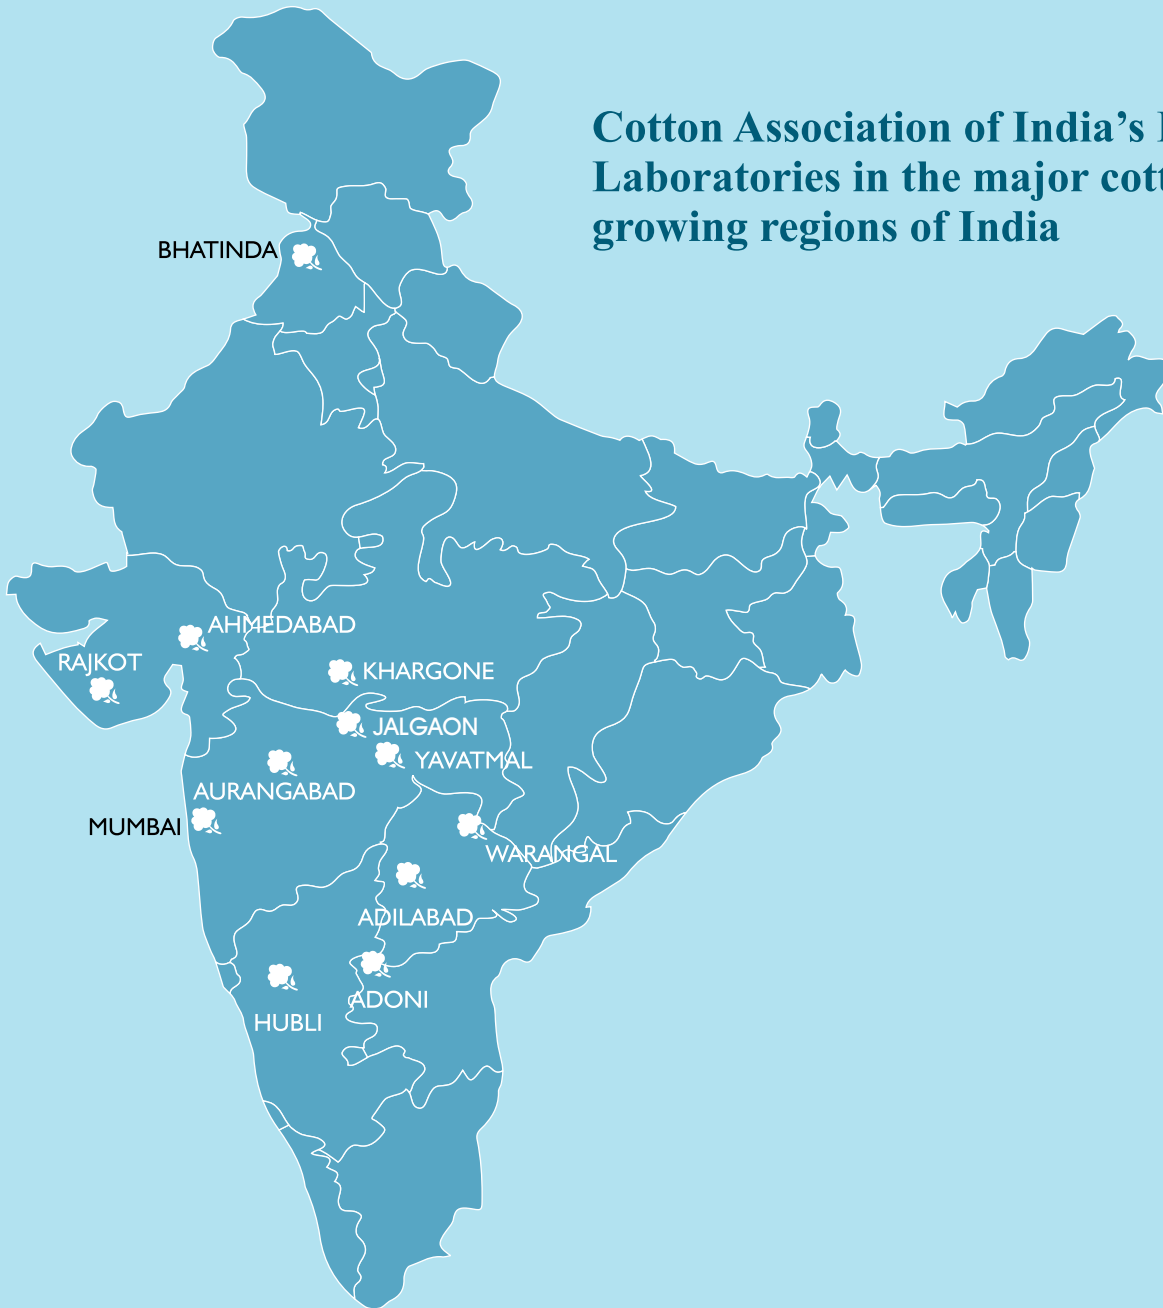 Cotton Association of India’s
Laboratories in the major
growing regions of India
BHATINDA
AHMEDABAD
RAJKOT
KHARGONE
JALGAON
YAVATMAL
AURANGABAD
MUMBAI
WARANGAL
ADILABAD
ADONI
HUBLI